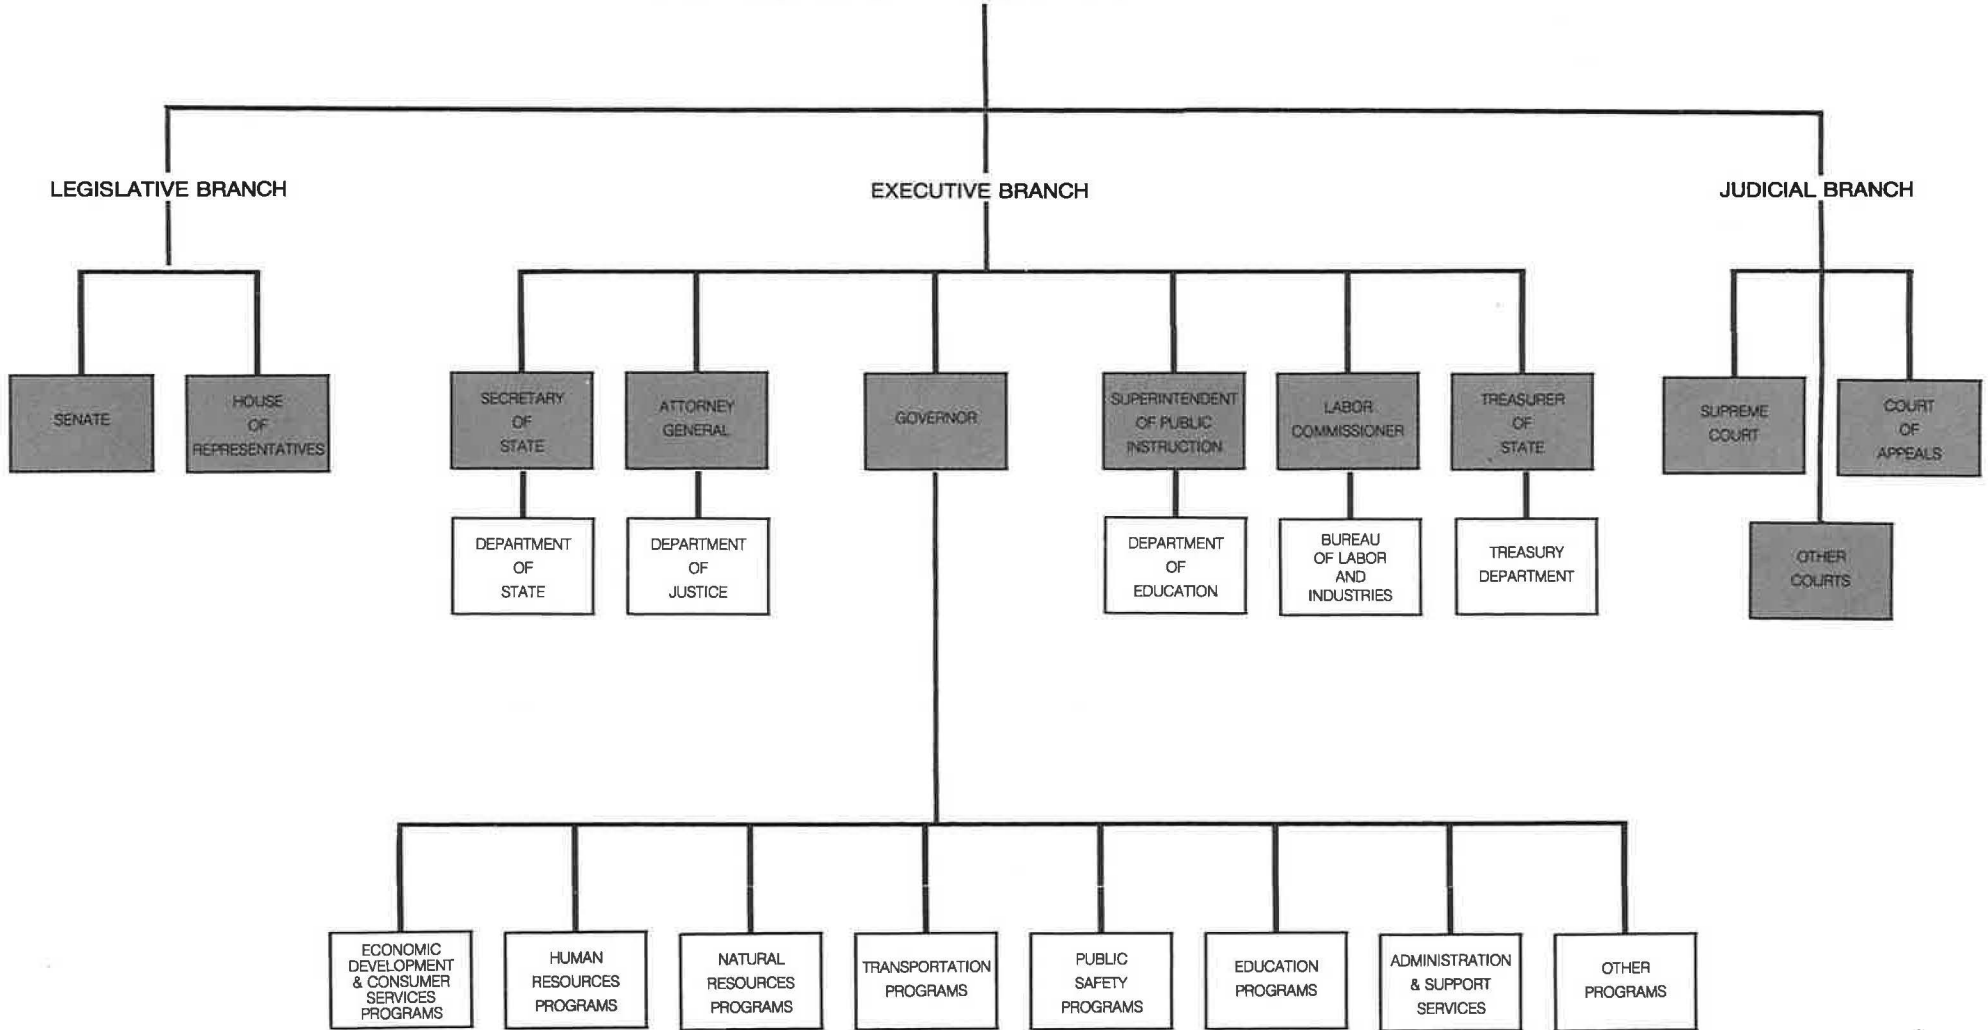 LEGISLATIVE BRANCH
EXECUTIVE BRANCH
JUDICIAL BRANCH
SENATE
HOUSE
OF
REPRESENTATIVES
SECRETARY
OF
STATE
ATTORNEY
GENERAL
GOVERNOR
SUPERINTENDENT
OF PUBLIC
INSTRUCTION
LABOR
COMMISSIONER
TREASURER
OF
STATE
SUPREME
COURT
COURT
OF
APPEALS
DEPARTMENT
OF
STATE
DEPARTMENT
OF
JUSTICE
DEPARTMENT
OF
EDUCATION
BUREAU
OF LABOR
AND
INDUSTRIES
TREASURY
DEPARTMENT
OTHER
COURTS
ECONOMIC
DEVELOPMENT
& CONSUMER
SERVICES
PROGRAMS
HUMAN
RESOURCES
PROGRAMS
NATURAL
RESOURCES
PROGRAMS
TRANSPORTATION
PROGRAMS
PUBLIC
SAFETY
PROGRAMS
EDUCATION
PROGRAMS
ADMINISTRATION
& SUPPORT
SERVICES
OTHER
PROGRAMS